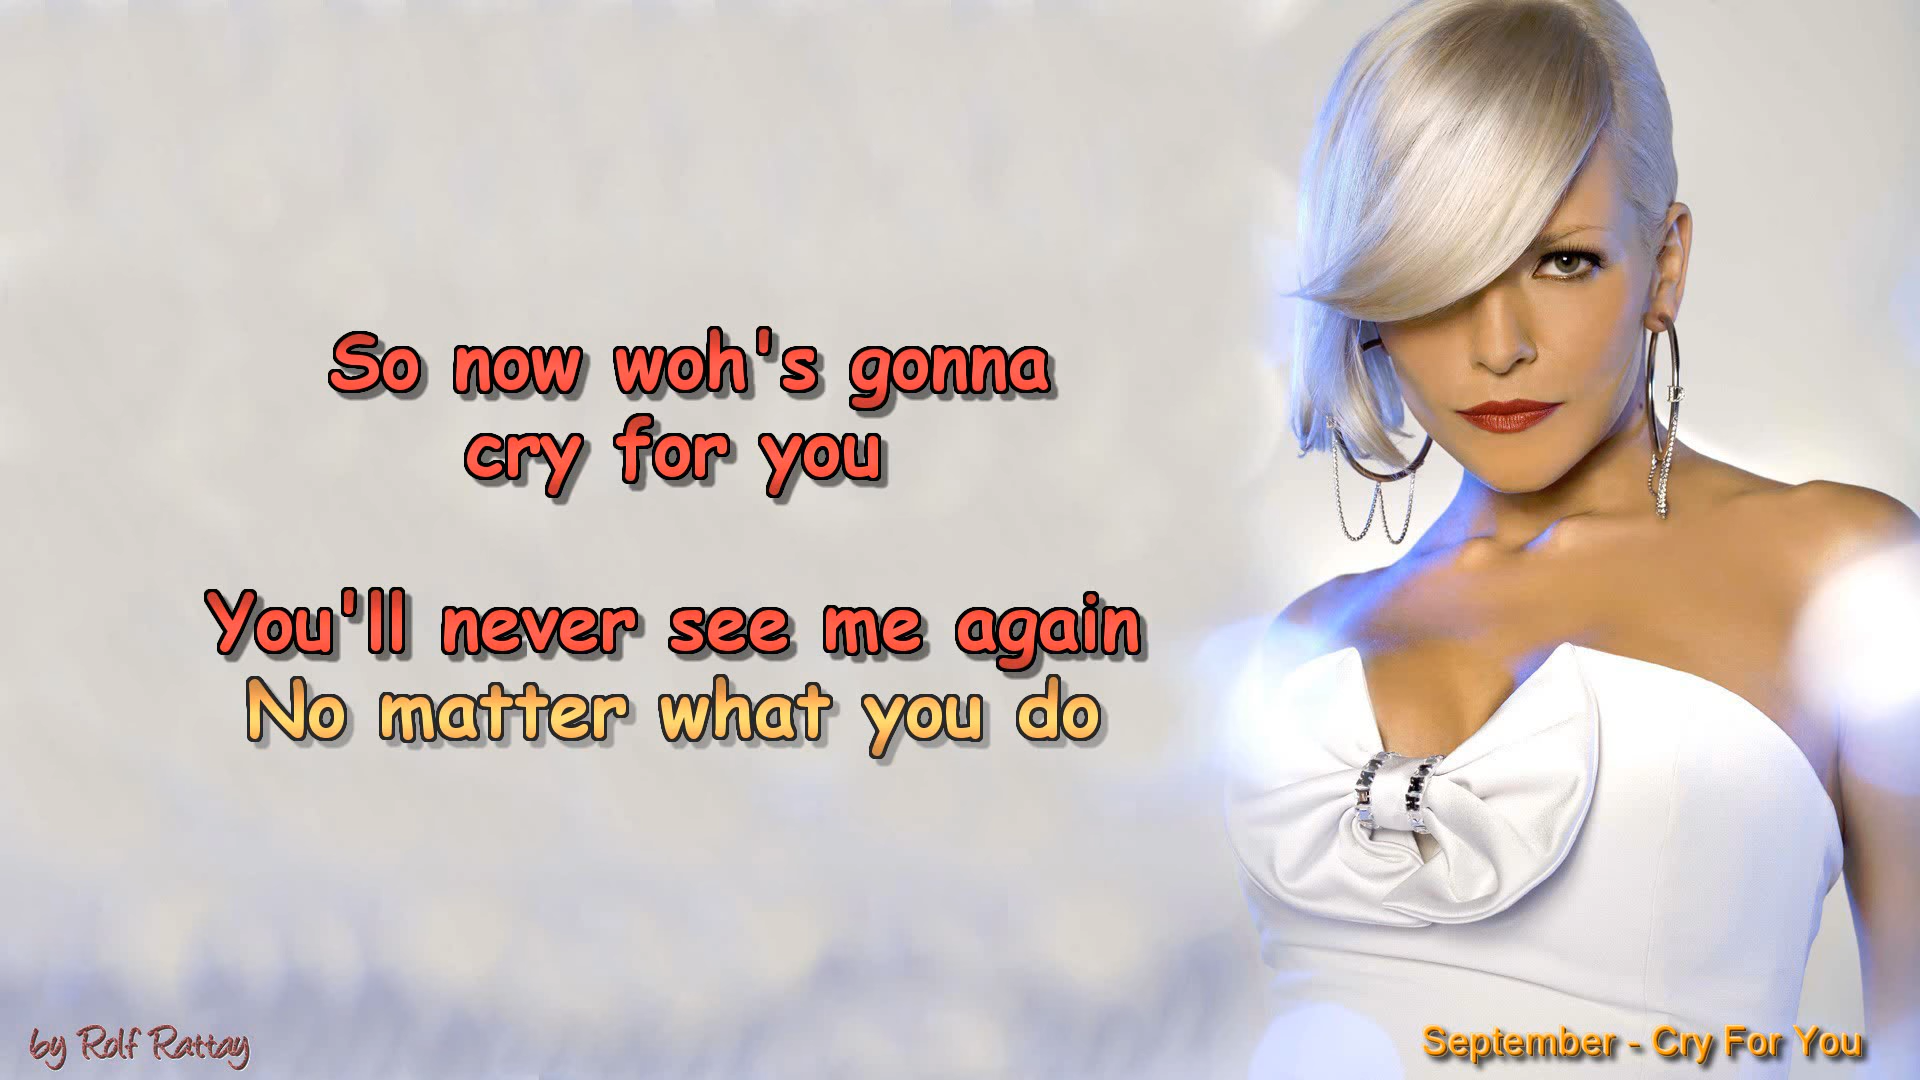 So now woh's gonna
cry for you
You'll never see me again
No matter what you do
by Rolf Rattay
September - Cry For You